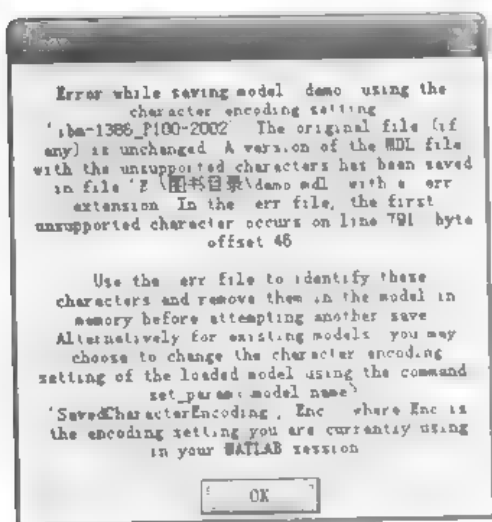 Error while saving model demo using the
character encoding setting
'ibm-1386_P100-2002' The original file (if
any) is unchanged A version of the MDL file
with the unsupported characters has been saved
in file 'E \图书目录\demo mdl with a err
extension In the err file, the first
unsupported character occurs on line 791 byte
offset 46
Use the err file to identify these
characters and remove them in the model in
memory before attempting another save
Alternatively for existing models you may
choose to change the character encoding
setting of the loaded model using the command
set_param( model name'
'SavedCharacterEncoding , Enc where Enc is
the encoding setting you are currently using
in your MATLAB session
OK